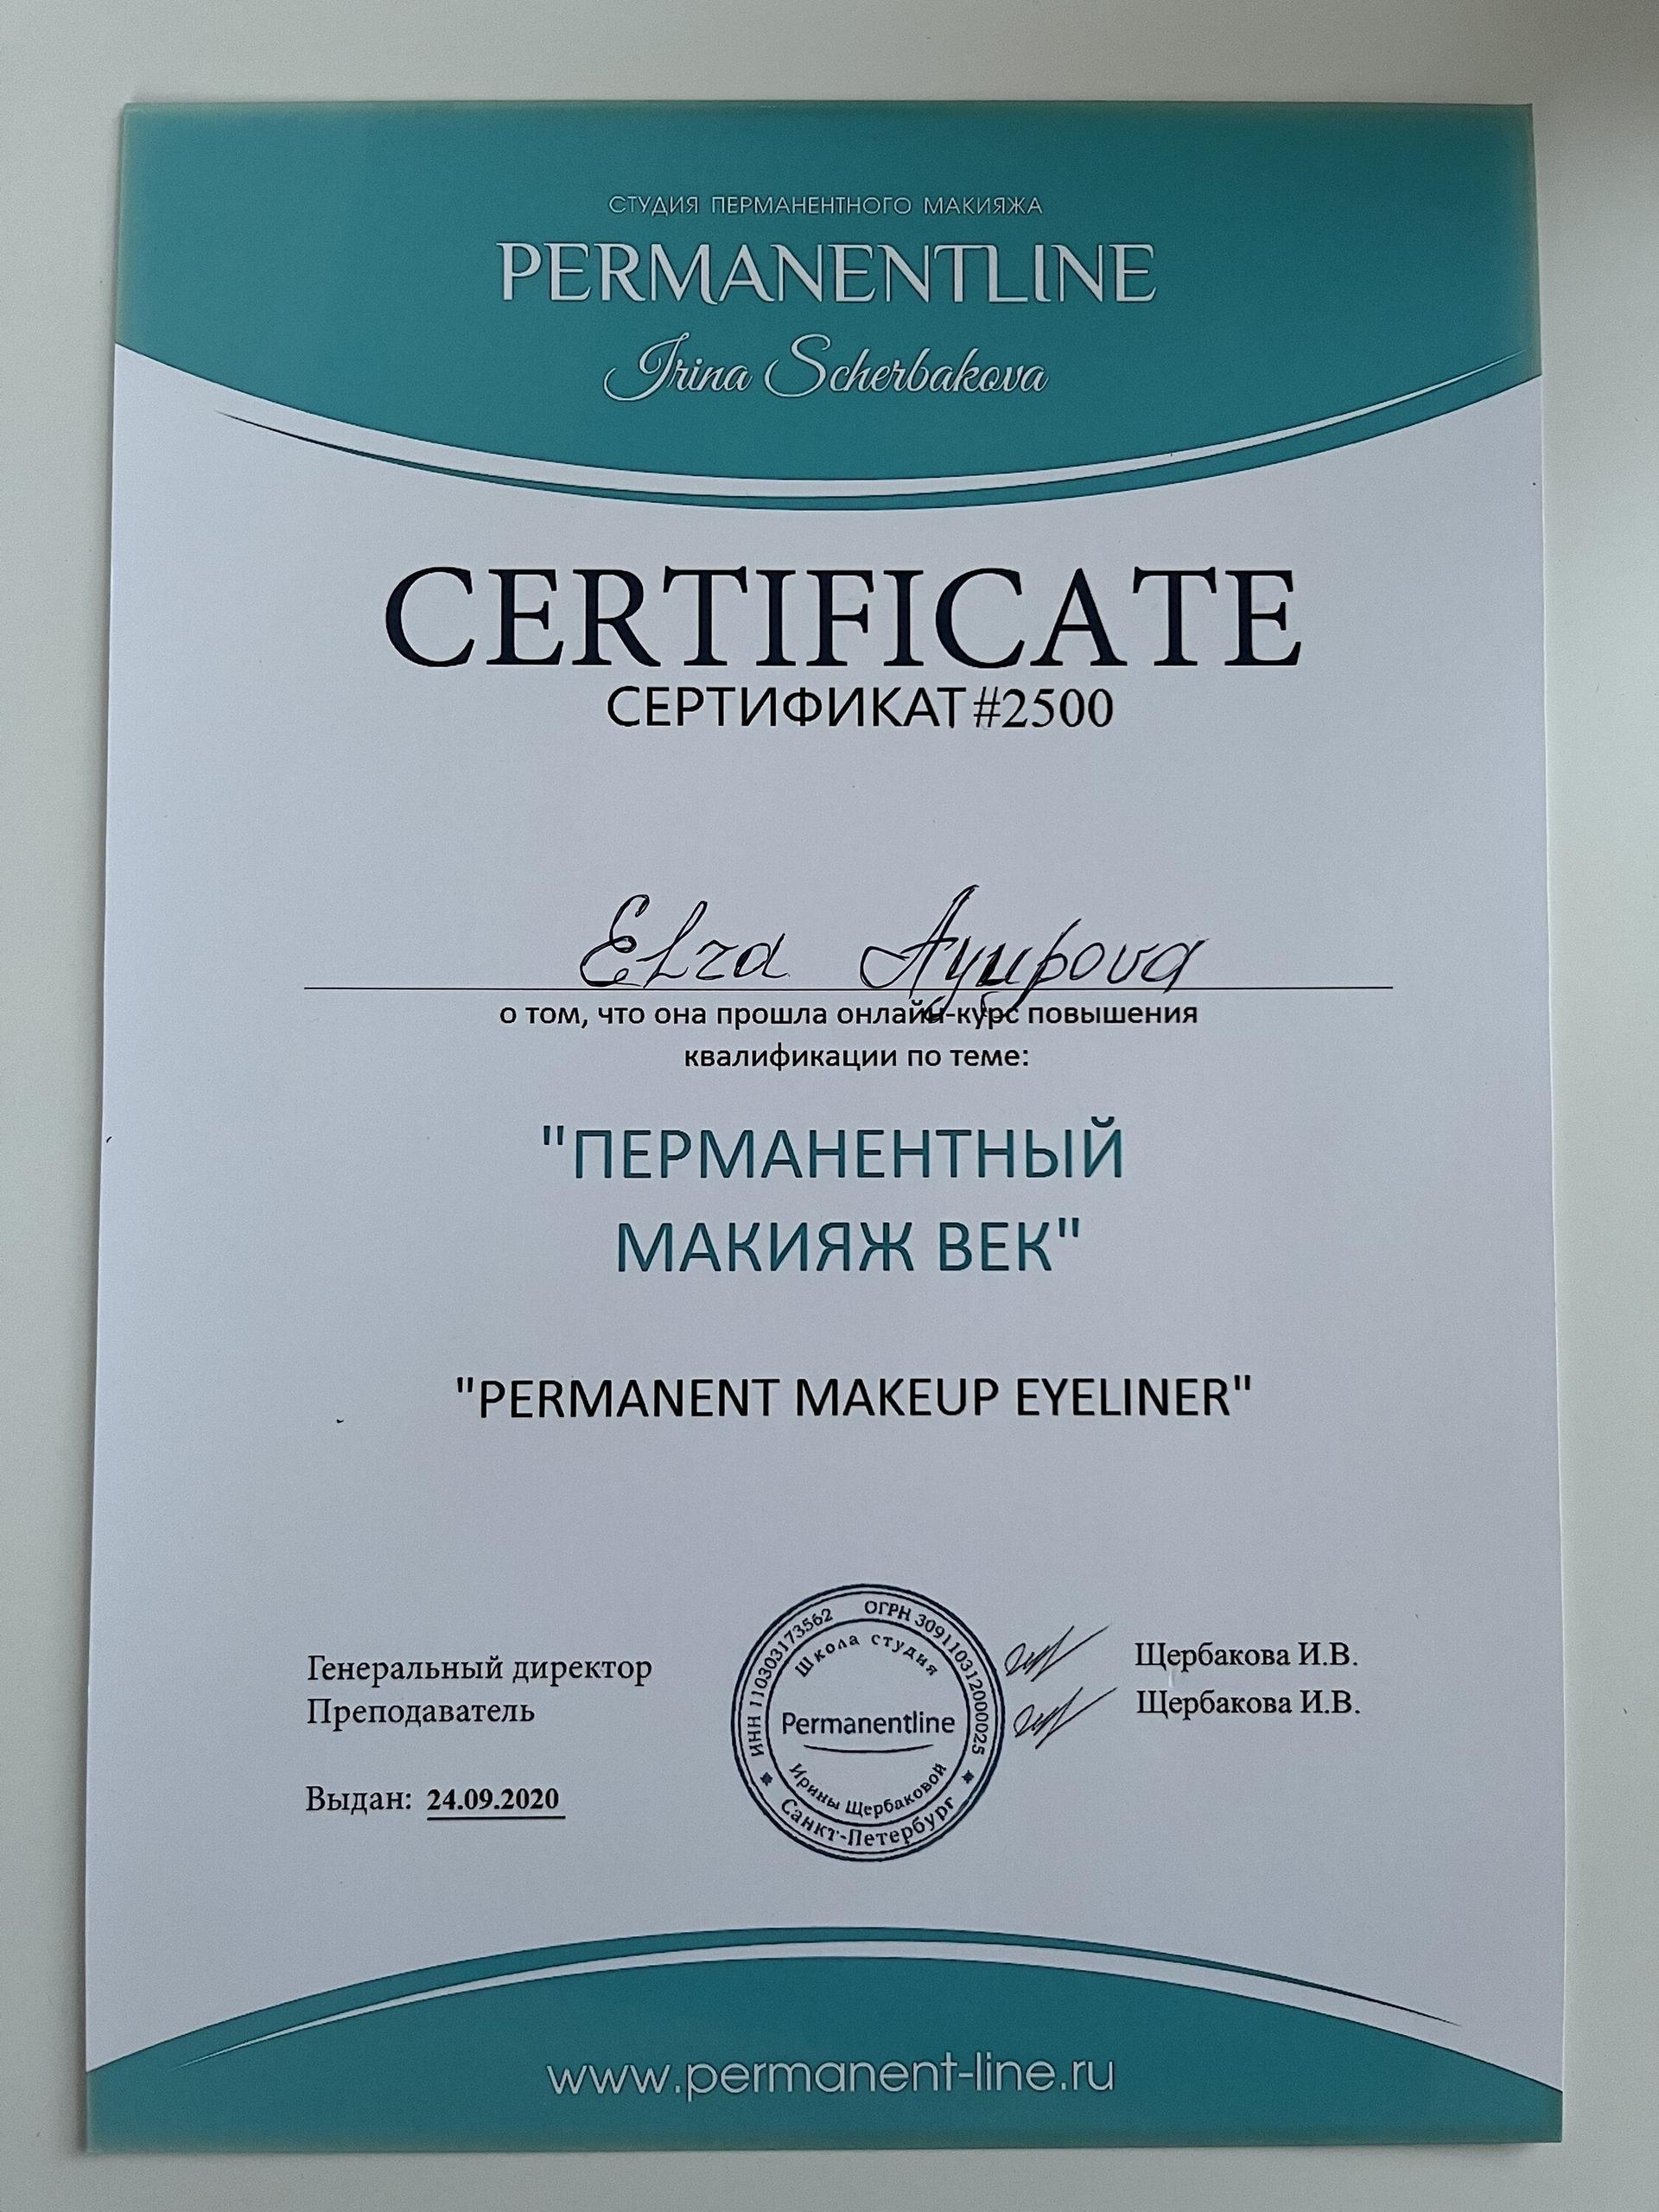 СТУДИЯ ПЕРМАНЕНТНОГО МАКИЯЖА
PERMANENTLINE
Irina Scherbakova
CERTIFICATE
СЕРТИФИКАТ #2500
Elza Ayupova
о том, что она прошла онлайн-курс повышения
квалификации по теме:
"ПЕРМАНЕНТНЫЙ
МАКИЯЖ ВЕК"
"PERMANENT MAKEUP EYELINER"
Генеральный директор
Преподаватель
Выдан: 24.09.2020
ИНН 110303173562 ОГРН 309110312000025
Школа студия
Permanentline
Ирины Щербаковой
Санкт-Петербург
Щербакова И.В.
Щербакова И.В.
www.permanent-line.ru